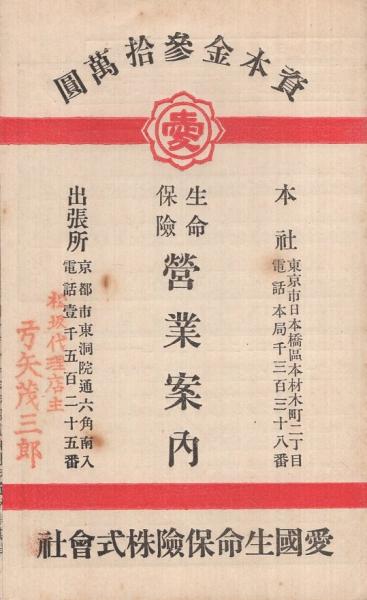 資本金參拾萬圓
愛
本社
東京市日本橋區本材木町二丁目
電話本局千三百三十八番
生命
保險
營業案內
出張所
京都市東洞院通六角南入
電話壹千五百二十五番
松坂代理店主
弓矢茂三郎
愛國生命保險株式會社